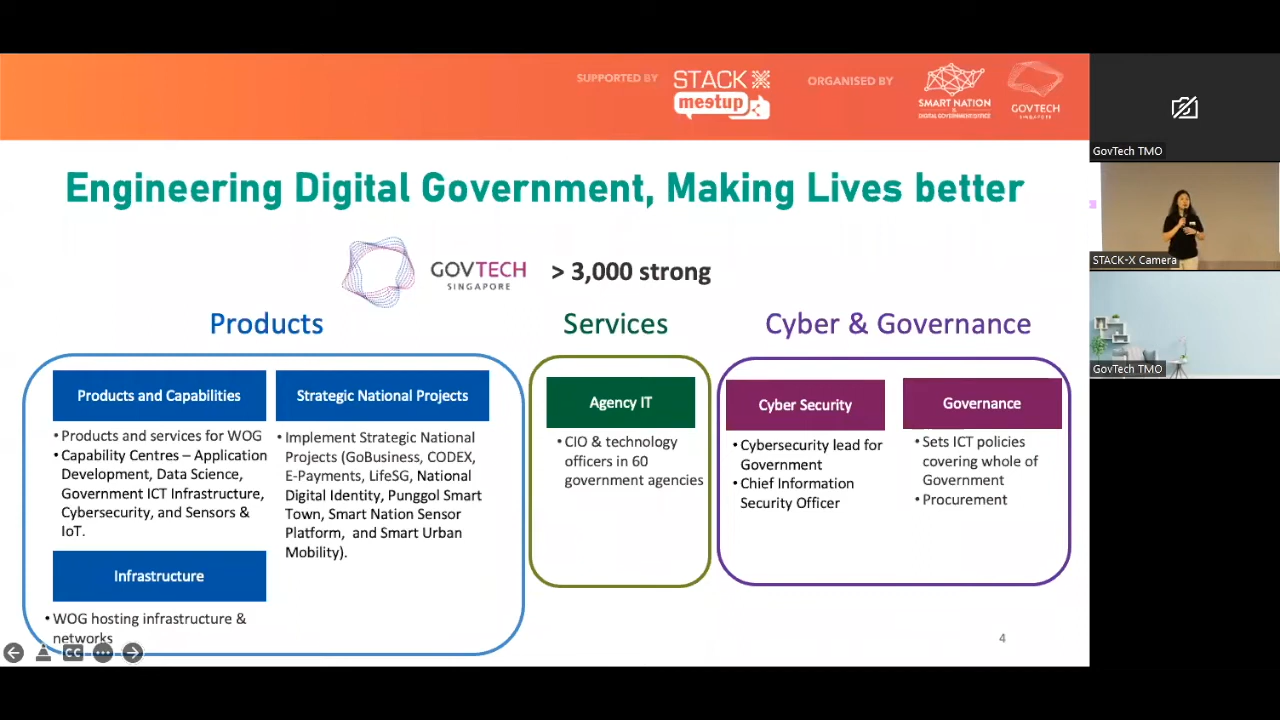 SUPPORTED BY
STACK X
meetup
ORGANISED BY
SMART NATION
&
DIGITAL GOVERNMENT OFFICE
GOVTECH
SINGAPORE
GovTech TMO
Engineering Digital Government, Making Lives better
STACK-X Camera
GOVTECH
SINGAPORE
> 3,000 strong
Products
Services
Cyber & Governance
GovTech TMO
Products and Capabilities
• Products and services for WOG
• Capability Centres – Application
Development, Data Science,
Government ICT Infrastructure,
Cybersecurity, and Sensors &
IoT.
Infrastructure
• WOG hosting infrastructure &
networks
Strategic National Projects
• Implement Strategic National
Projects (GoBusiness, CODEX,
E-Payments, LifeSG, National
Digital Identity, Punggol Smart
Town, Smart Nation Sensor
Platform, and Smart Urban
Mobility).
Agency IT
• CIO & technology
officers in 60
government agencies
Cyber Security
• Cybersecurity lead for
Government
• Chief Information
Security Officer
Governance
• Sets ICT policies
covering whole of
Government
• Procurement
CC
4